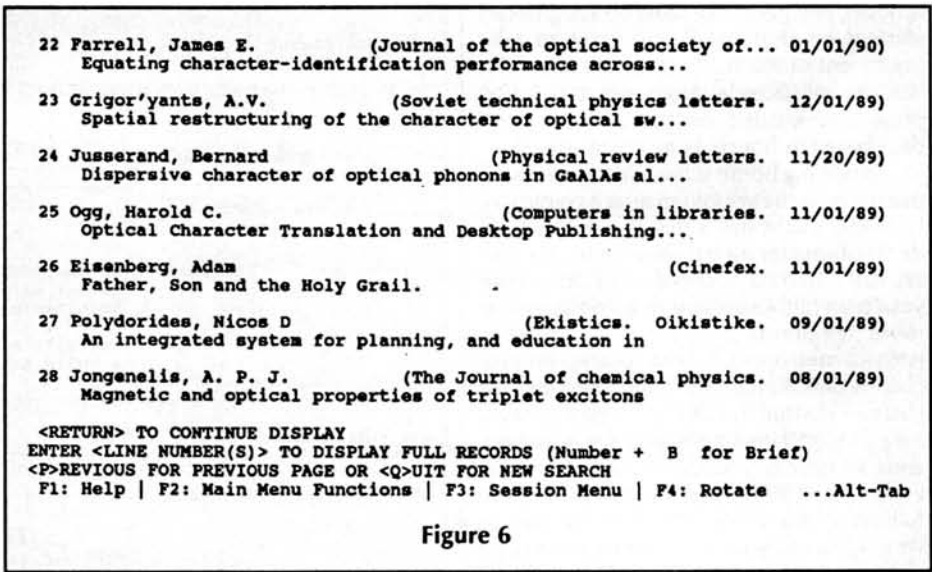 22 Farrell, James E. (Journal of the optical society of... 01/01/90)
Equating character-identification performance across...
23 Grigor'yants, A.V. (Soviet technical physics letters. 12/01/89)
Spatial restructuring of the character of optical sw...
24 Jusserand, Bernard (Physical review letters. 11/20/89)
Dispersive character of optical phonons in GaAlAs al...
25 Ogg, Harold C. (Computers in libraries. 11/01/89)
Optical Character Translation and Desktop Publishing...
26 Eisenberg, Adam (Cinefex. 11/01/89)
Father, Son and the Holy Grail.
27 Polydorides, Nicos D (Ekistics. Oikistike. 09/01/89)
An integrated system for planning, and education in
28 Jongenelis, A. P. J. (The Journal of chemical physics. 08/01/89)
Magnetic and optical properties of triplet excitons
<RETURN> TO CONTINUE DISPLAY
ENTER <LINE NUMBER(S)> TO DISPLAY FULL RECORDS (Number + B for Brief)
<P>REVIOUS FOR PREVIOUS PAGE OR <Q>UIT FOR NEW SEARCH
F1: Help | F2: Main Menu Functions | F3: Session Menu | F4: Rotate ...Alt-Tab
Figure 6